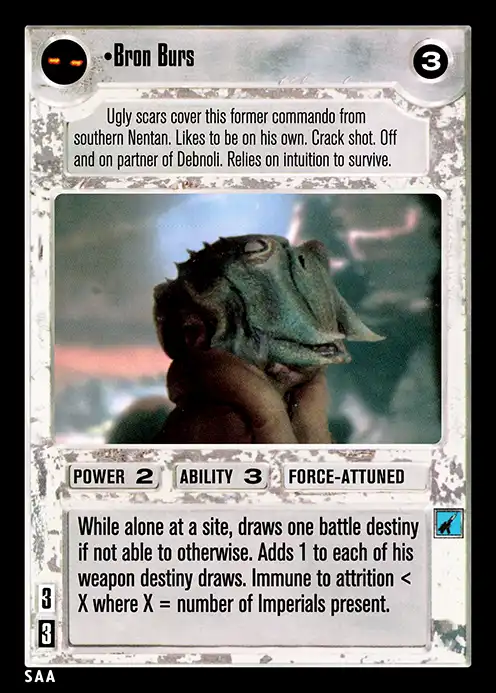 •Bron Burs
3
Ugly scars cover this former commando from
southern Nentan. Likes to be on his own. Crack shot. Off
and on partner of Debnoli. Relies on intuition to survive.
POWER 2 ABILITY 3 FORCE-ATTUNED
While alone at a site, draws one battle destiny
if not able to otherwise. Adds 1 to each of his
weapon destiny draws. Immune to attrition <
X where X = number of Imperials present.
3
3
SAA